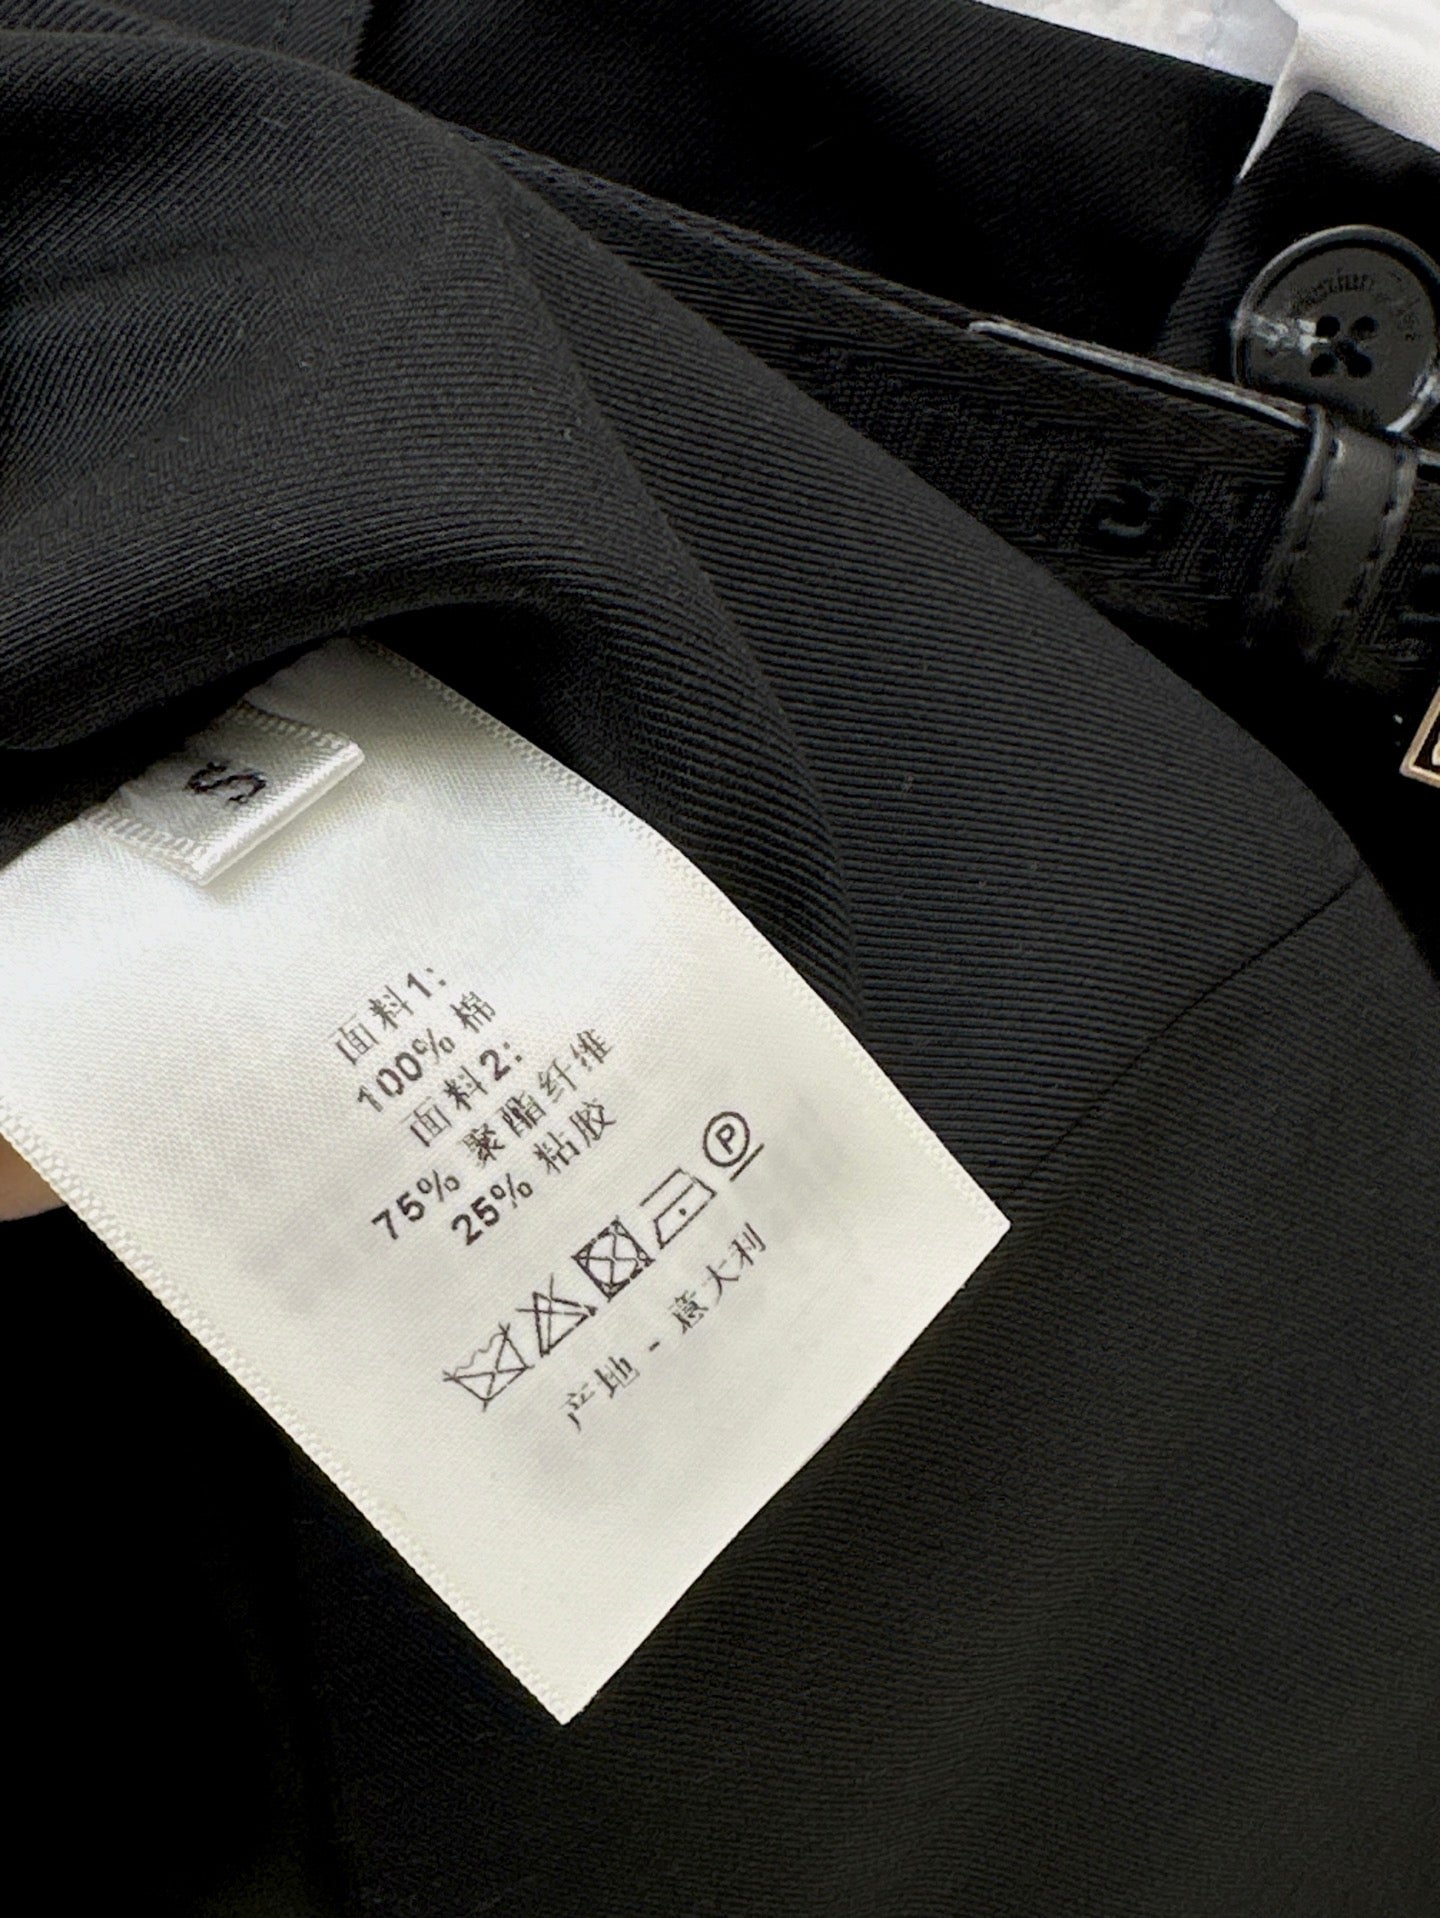 S
面料1:
100% 棉
面料2:
75% 聚酯纤维
25% 粘胶
P
产地 - 意大利